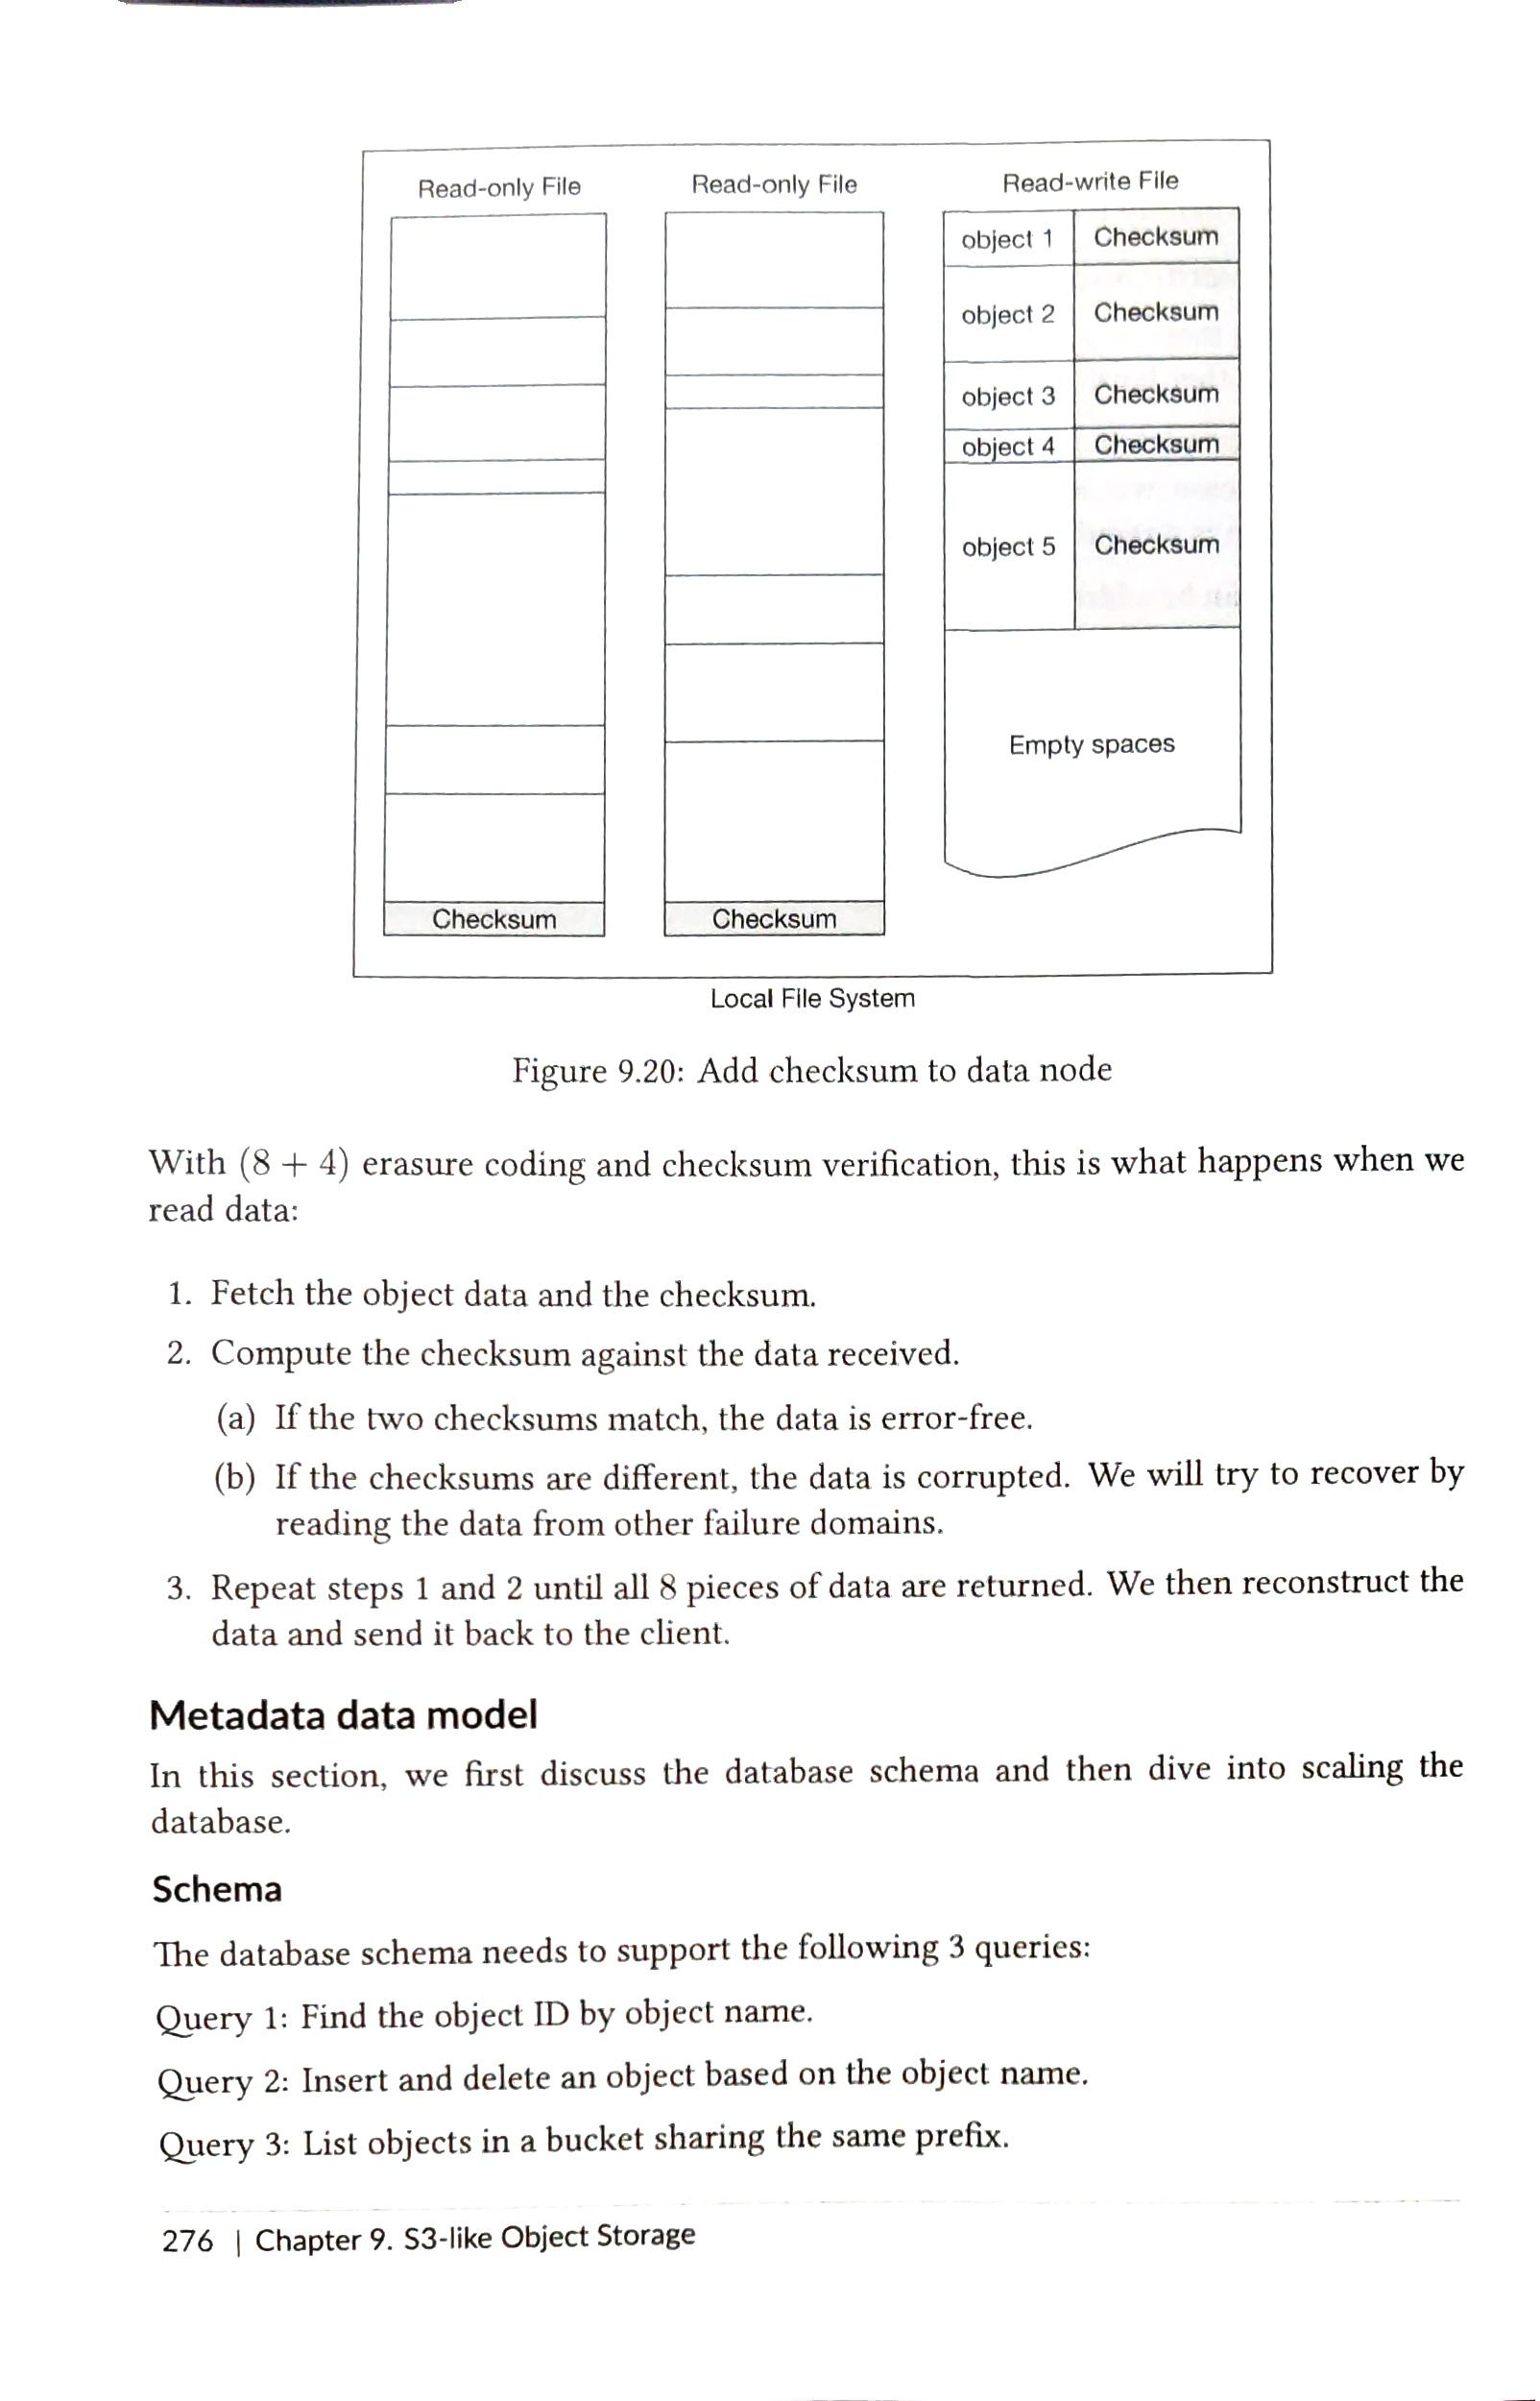 Read-only File
Read-only File
Read-write File
object 1
Checksum
object 2
Checksum
object 3
Checksum
object 4
Checksum
object 5
Checksum
Empty spaces
Checksum
Checksum
Local File System
Figure 9.20: Add checksum to data node
With (8 + 4) erasure coding and checksum verification, this is what happens when we
read data:
1. Fetch the object data and the checksum.
2. Compute the checksum against the data received.
(a) If the two checksums match, the data is error-free.
(b) If the checksums are different, the data is corrupted. We will try to recover by
reading the data from other failure domains.
3. Repeat steps 1 and 2 until all 8 pieces of data are returned. We then reconstruct the
data and send it back to the client.
Metadata data model
In this section, we first discuss the database schema and then dive into scaling the
database.
Schema
The database schema needs to support the following 3 queries:
Query 1: Find the object ID by object name.
Query 2: Insert and delete an object based on the object name.
Query 3: List objects in a bucket sharing the same prefix.
276 | Chapter 9. S3-like Object Storage